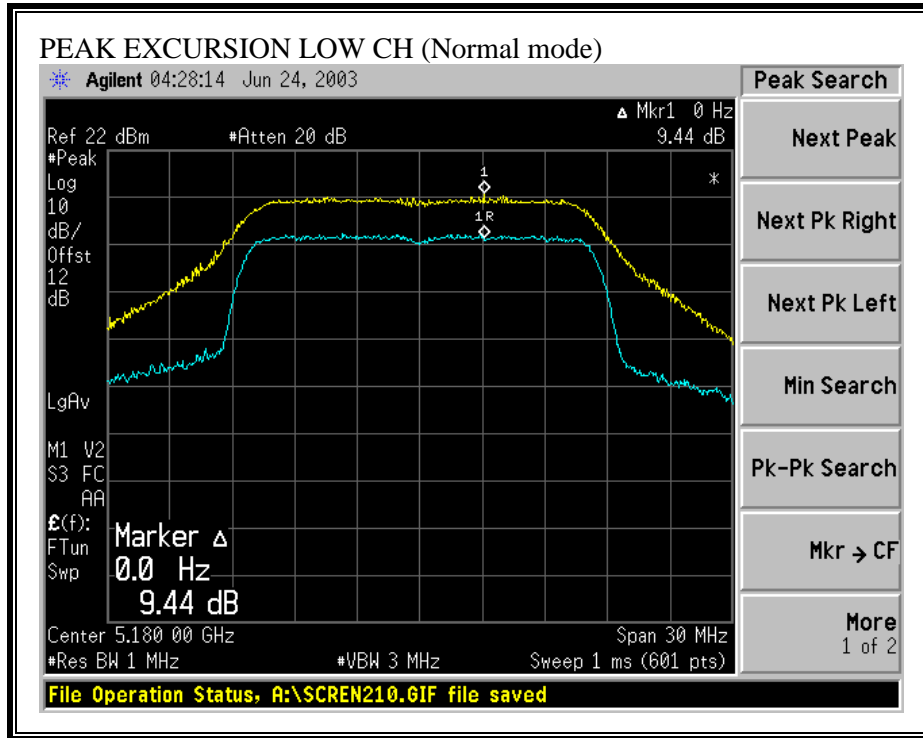 PEAK EXCURSION LOW CH (Normal mode)
Agilent 04:28:14 Jun 24, 2003
Peak Search
Δ Mkr1 0 Hz
Ref 22 dBm #Atten 20 dB 9.44 dB
#Peak
Log
10
dB/
Offst
12
dB
1
*
1R
LgAv
M1 V2
S3 FC
AA
£(f):
FTun
Swp
Marker Δ
0.0 Hz
9.44 dB
Center 5.180 00 GHz Span 30 MHz
#Res BW 1 MHz #VBW 3 MHz Sweep 1 ms (601 pts)
File Operation Status, A:\SCREN210.GIF file saved
Next Peak
Next Pk Right
Next Pk Left
Min Search
Pk-Pk Search
Mkr → CF
More
1 of 2